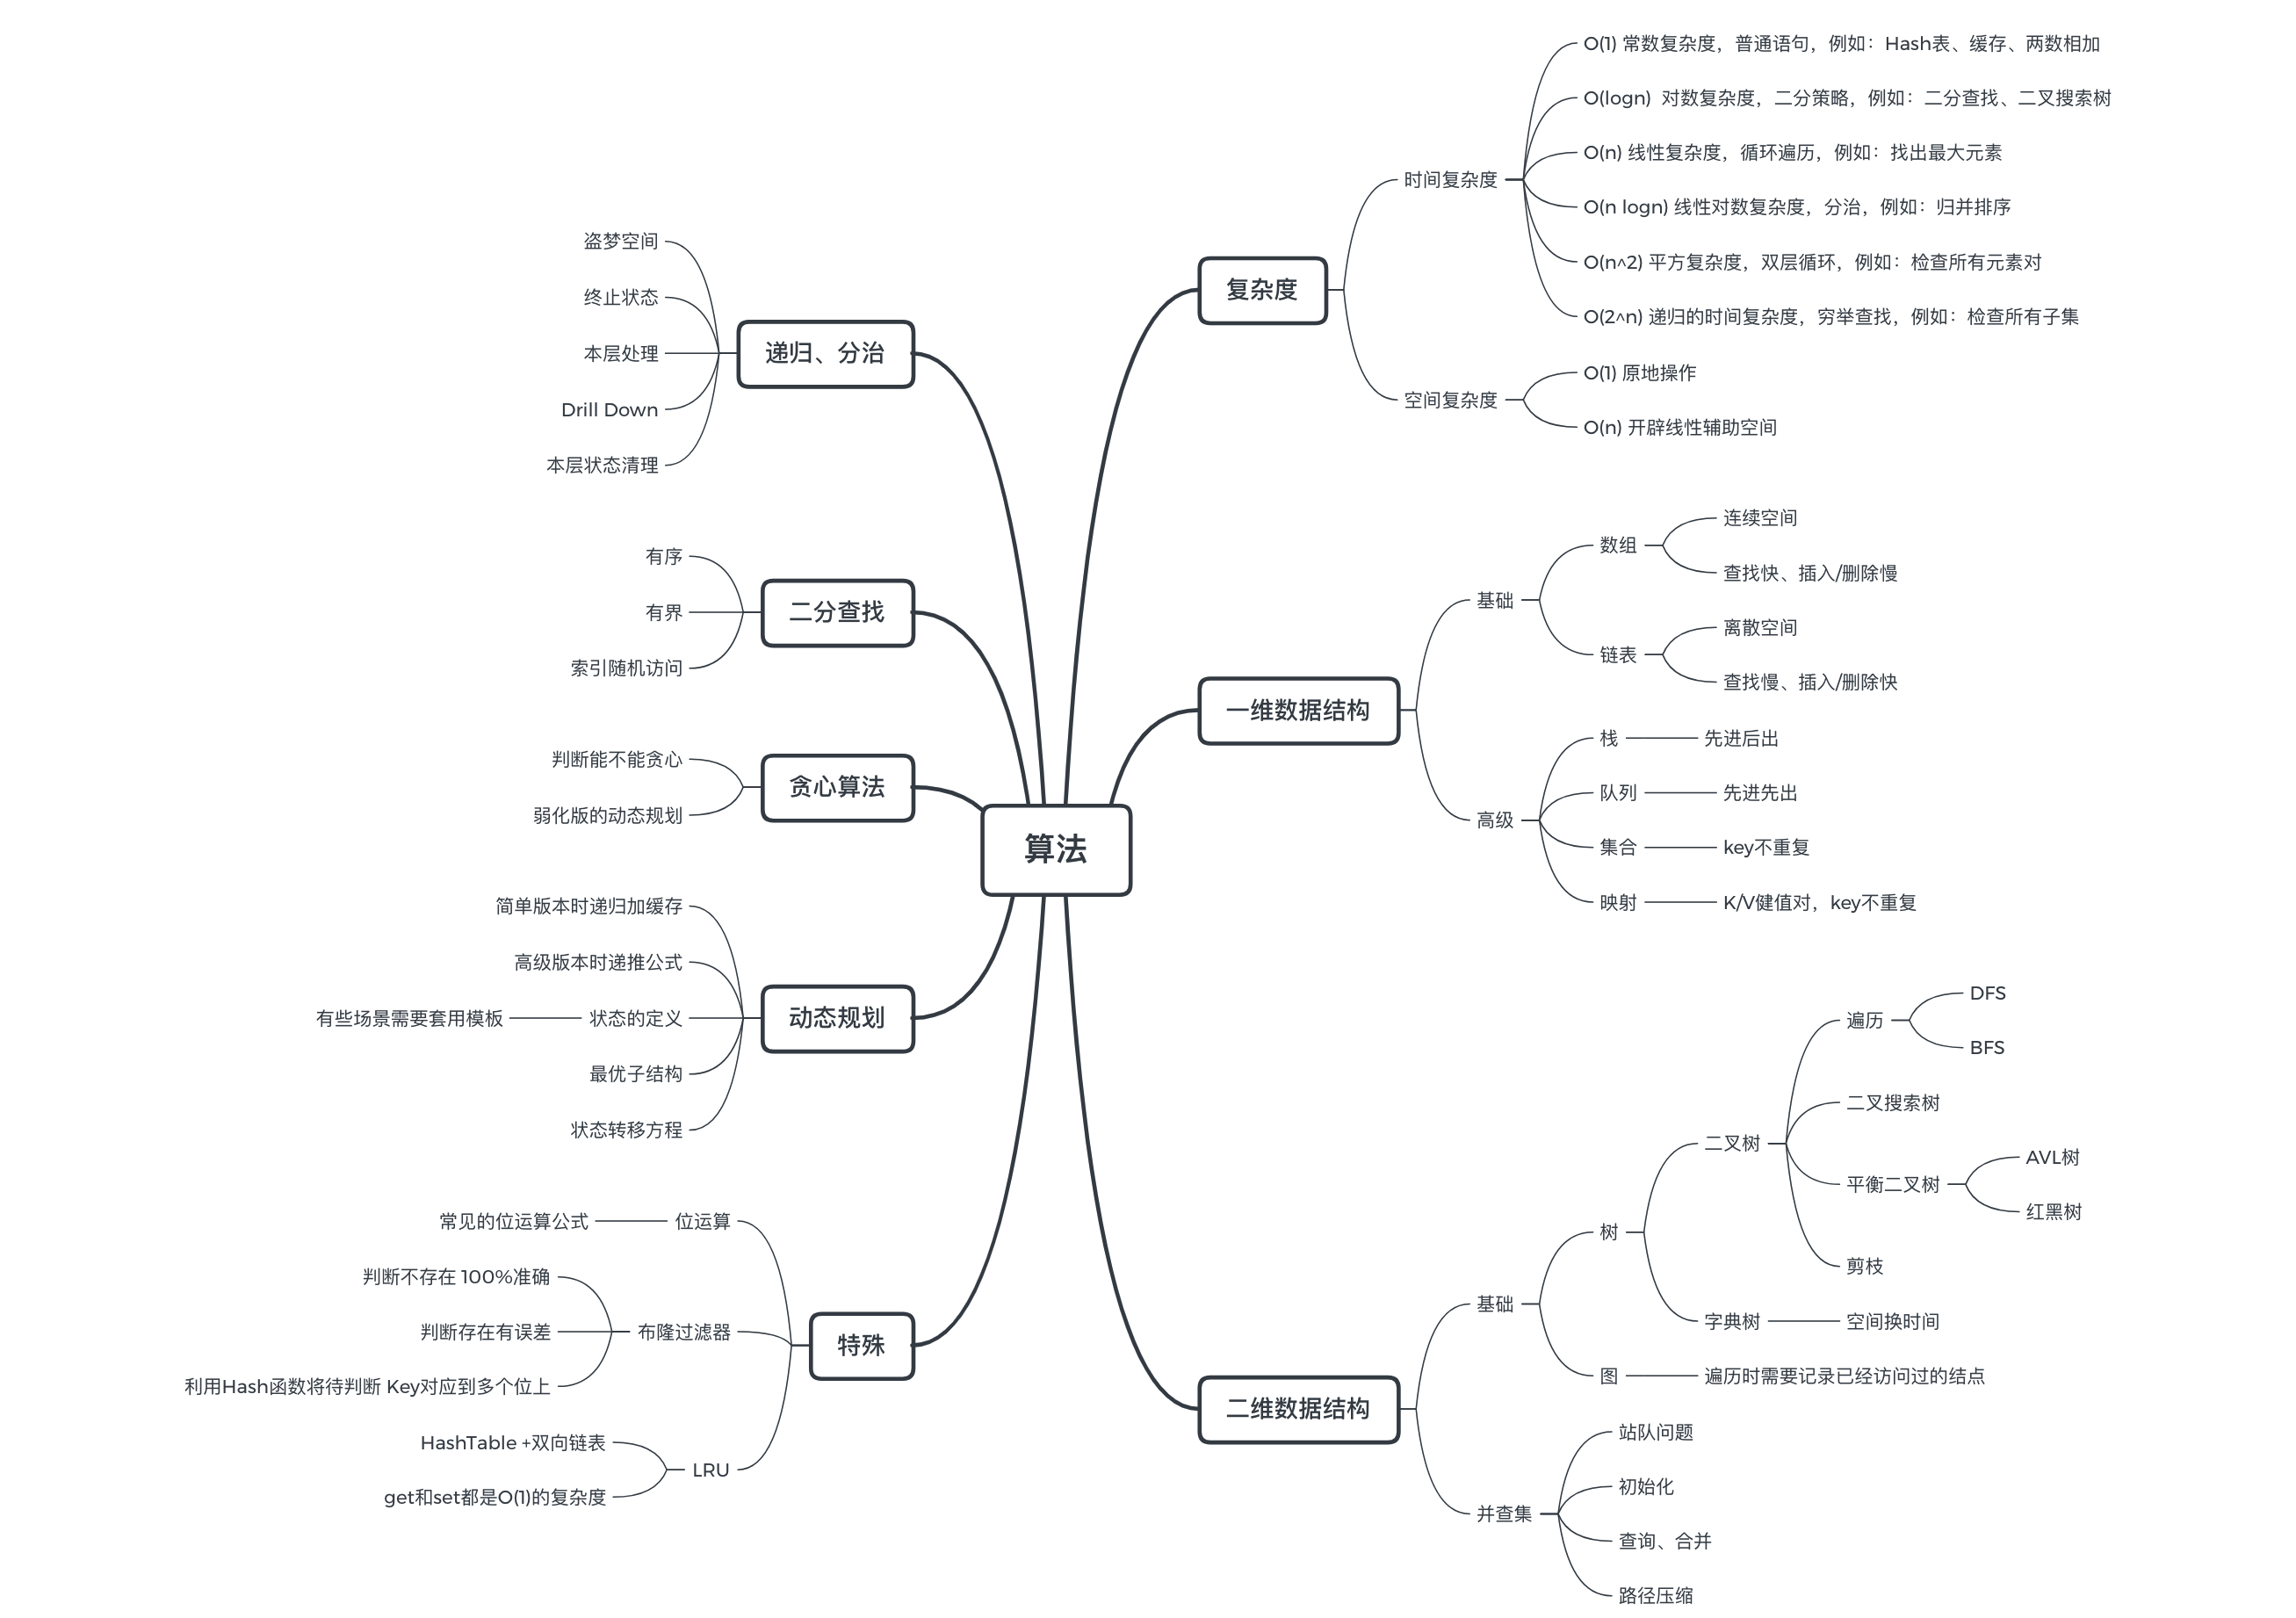 算法
复杂度
时间复杂度
O(1) 常数复杂度，普通语句，例如：Hash表、缓存、两数相加
O(logn)  对数复杂度，二分策略，例如：二分查找、二叉搜索树
O(n) 线性复杂度，循环遍历，例如：找出最大元素
O(n logn) 线性对数复杂度，分治，例如：归并排序
O(n^2) 平方复杂度，双层循环，例如：检查所有元素对
O(2^n) 递归的时间复杂度，穷举查找，例如：检查所有子集
空间复杂度
O(1) 原地操作
O(n) 开辟线性辅助空间
一维数据结构
基础
数组
连续空间
查找快、插入/删除慢
链表
离散空间
查找慢、插入/删除快
高级
栈
先进后出
队列
先进先出
集合
key不重复
映射
K/V健值对，key不重复
二维数据结构
基础
树
二叉树
遍历
DFS
BFS
二叉搜索树
平衡二叉树
AVL树
红黑树
剪枝
字典树
空间换时间
图
遍历时需要记录已经访问过的结点
并查集
站队问题
初始化
查询、合并
路径压缩
递归、分治
盗梦空间
终止状态
本层处理
Drill Down
本层状态清理
二分查找
有序
有界
索引随机访问
贪心算法
判断能不能贪心
弱化版的动态规划
动态规划
简单版本时递归加缓存
高级版本时递推公式
状态的定义
有些场景需要套用模板
最优子结构
状态转移方程
特殊
位运算
常见的位运算公式
布隆过滤器
判断不存在 100%准确
判断存在有误差
利用Hash函数将待判断 Key对应到多个位上
LRU
HashTable +双向链表
get和set都是O(1)的复杂度